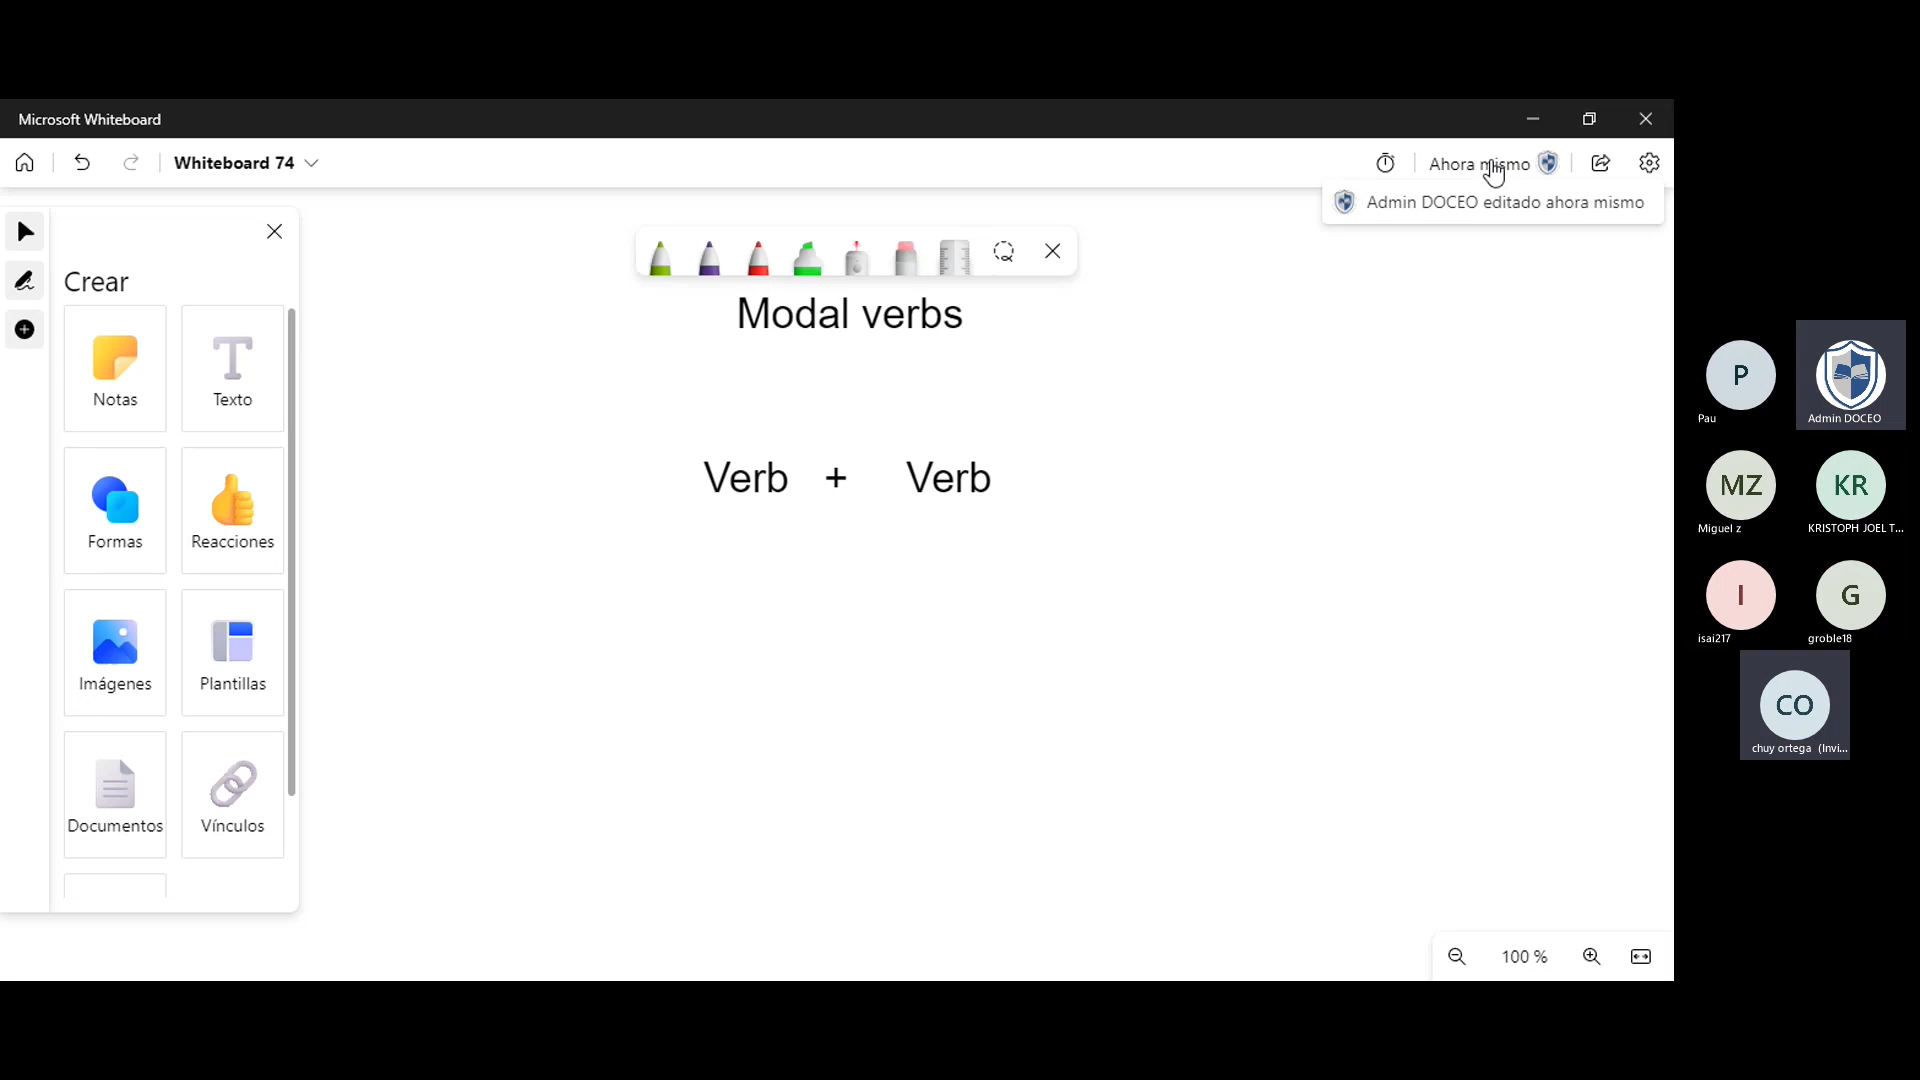 Microsoft Whiteboard
Whiteboard 74
Ahora mismo
Admin DOCEO editado ahora mismo
Crear
Notas
Texto
Formas
Reacciones
Imágenes
Plantillas
Documentos
Vínculos
Modal verbs
Verb + Verb
100 %
P
Pau
Admin DOCEO
MZ
Miguel z
KR
KRISTOPH JOEL T...
I
isai217
G
groble18
CO
chuy ortega (Invi...